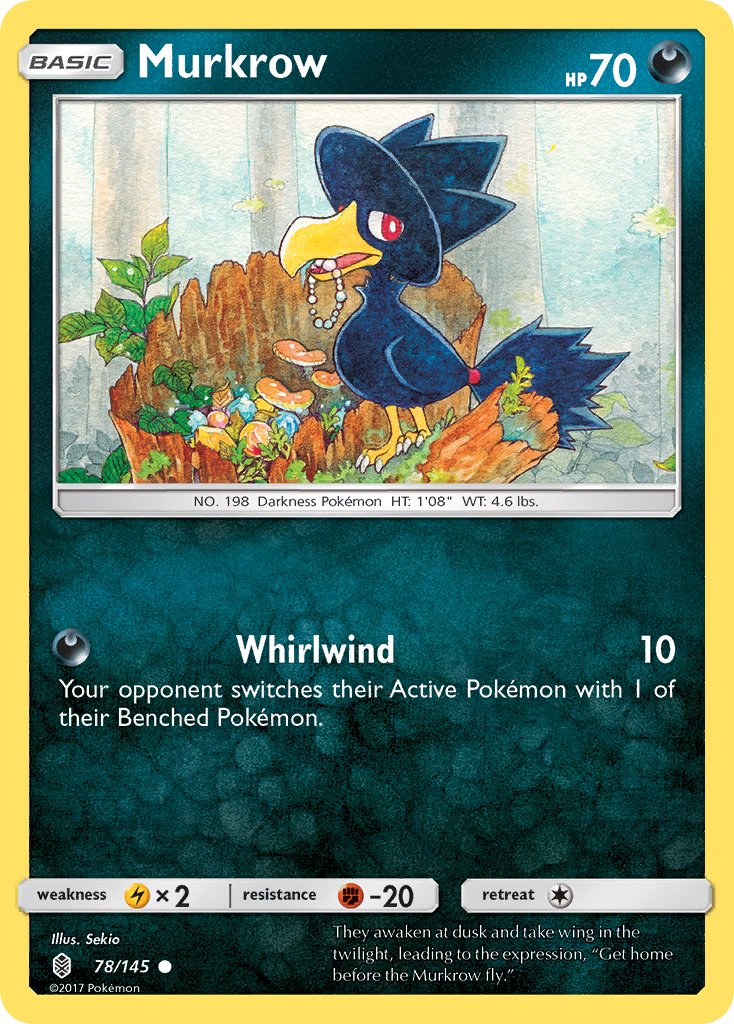 BASIC Murkrow HP70
NO. 198 Darkness Pokémon HT: 1'08" WT: 4.6 lbs.
Whirlwind 10
Your opponent switches their Active Pokémon with 1 of
their Benched Pokémon.
weakness ×2 resistance -20 retreat
Illus. Sekio
78/145
©2017 Pokémon
They awaken at dusk and take wing in the
twilight, leading to the expression, “Get home
before the Murkrow fly.”